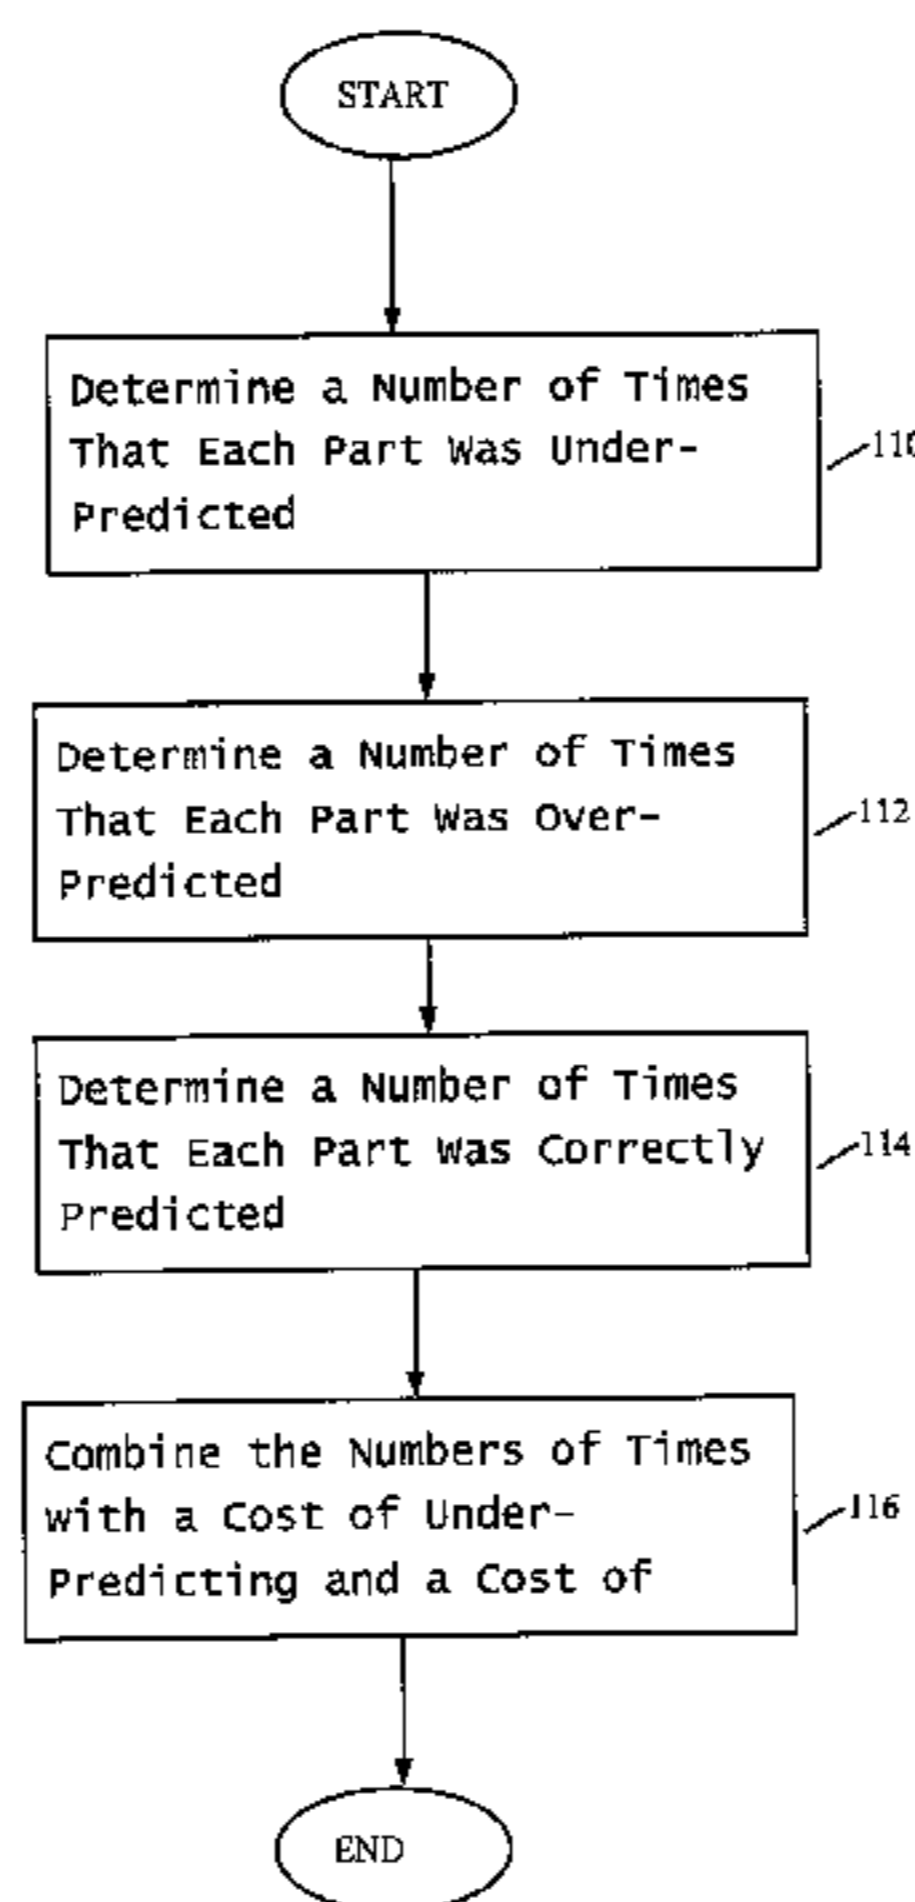 START
Determine a Number of Times
That Each Part Was Under-
Predicted
110
Determine a Number of Times
That Each Part Was Over-
Predicted
112
Determine a Number of Times
That Each Part Was Correctly
Predicted
114
Combine the Numbers of Times
with a Cost of Under-
Predicting and a Cost of
116
END